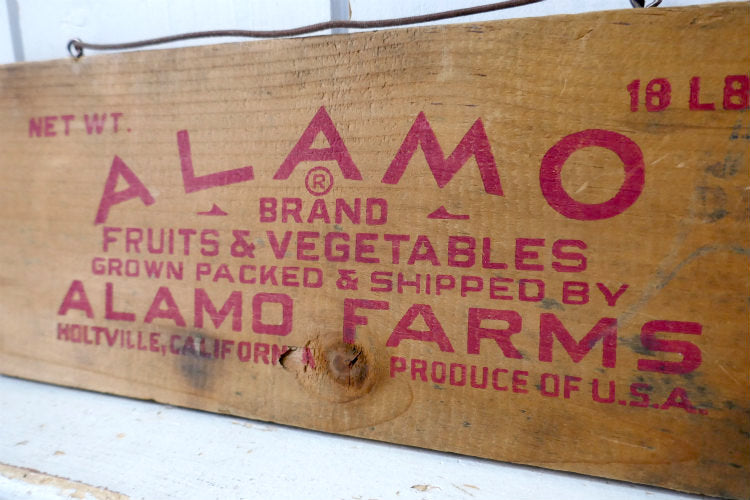 NET WT. 18 LB
ALAMO
®
BRAND
FRUITS & VEGETABLES
GROWN PACKED & SHIPPED BY
ALAMO FARMS
HOLTVILLE, CALIFORNIA PRODUCE OF U.S.A.